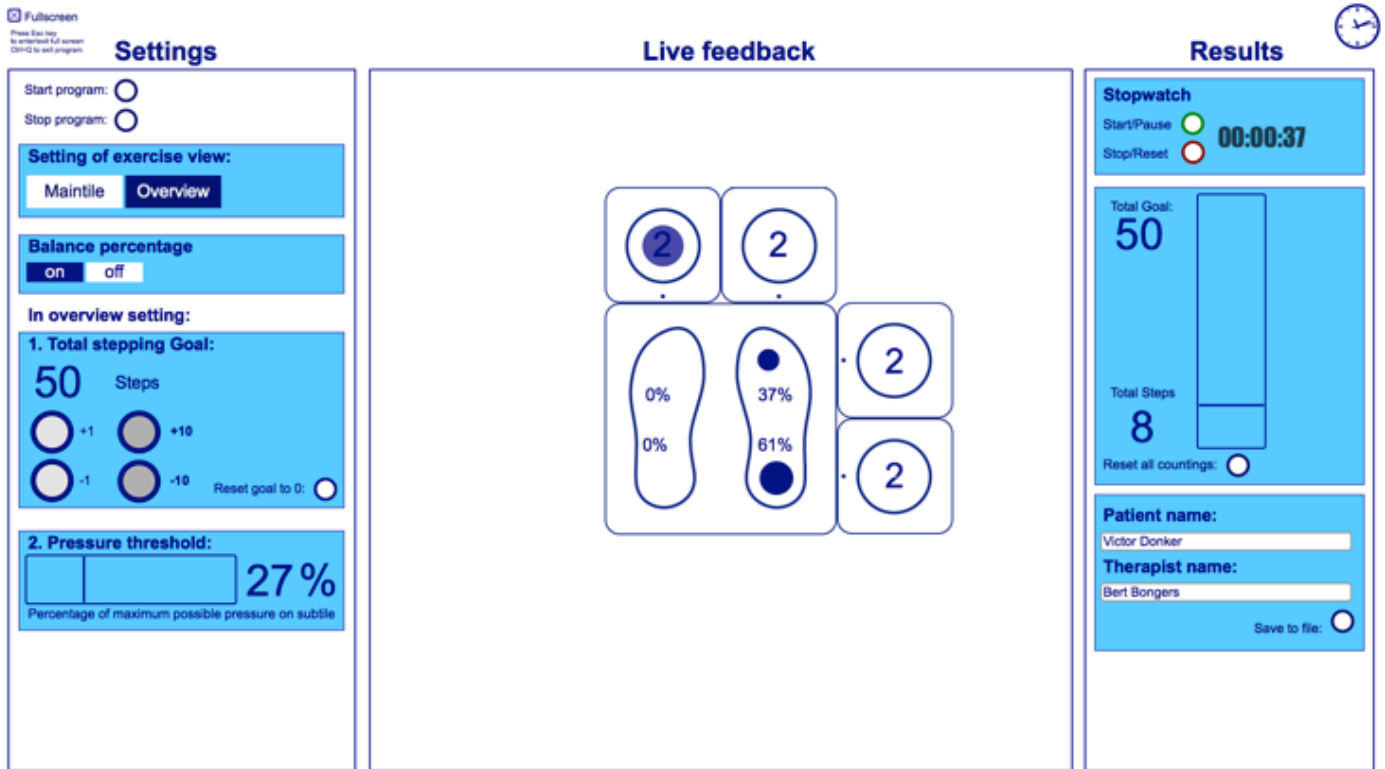 Fullscreen
Press Esc key
to enter/exit full screen
Ctrl+Q to exit program
Settings
Start program:
Stop program:
Setting of exercise view:
Maintile Overview
Balance percentage
on off
In overview setting:
1. Total stepping Goal:
50 Steps
+1 +10
-1 -10
Reset goal to 0:
2. Pressure threshold:
27%
Percentage of maximum possible pressure on subtile
Live feedback
2 2
0% 37% 2
0% 61%
2
Results
Stopwatch
Start/Pause
00:00:37
Stop/Reset
Total Goal:
50
Total Steps
8
Reset all countings:
Patient name:
Victor Donker
Therapist name:
Bert Bongers
Save to file: